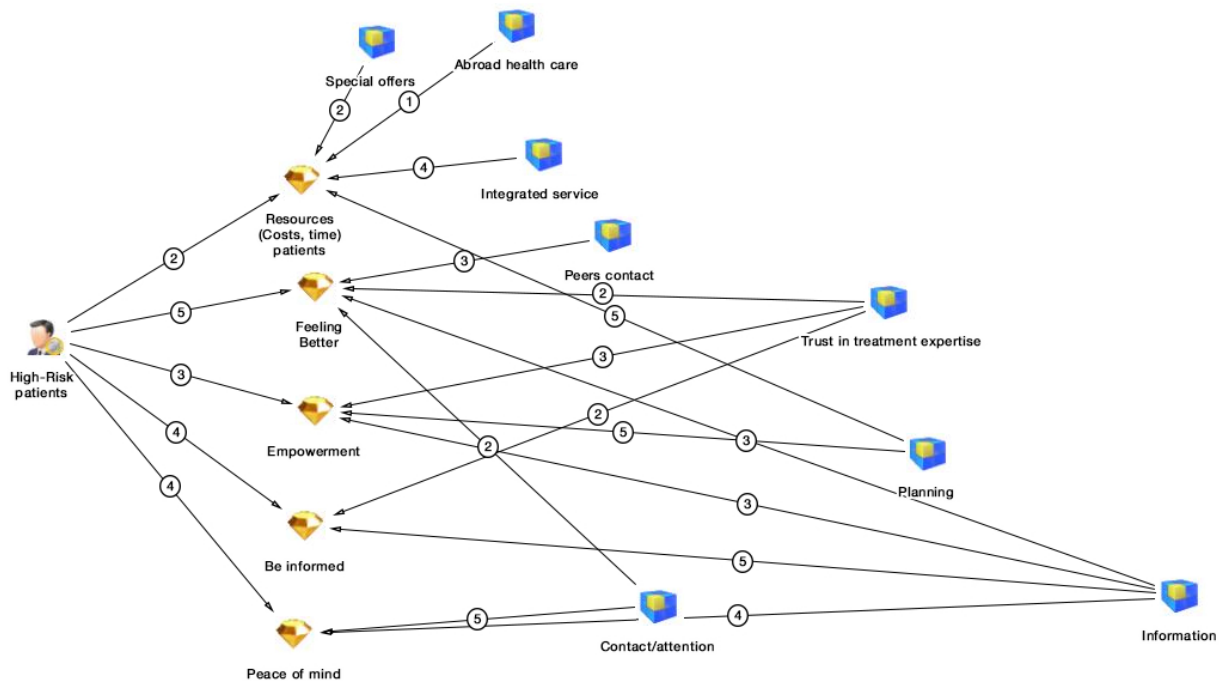 Special offers
Abroad health care
2
1
4
Integrated service
Resources
(Costs, time)
patients
2
3
Peers contact
2
5
5
Feeling
Better
Trust in treatment expertise
3
High-Risk
patients
3
2
5
4
Empowerment
2
3
4
Planning
3
Be informed
5
5
4
Contact/attention
Information
Peace of mind